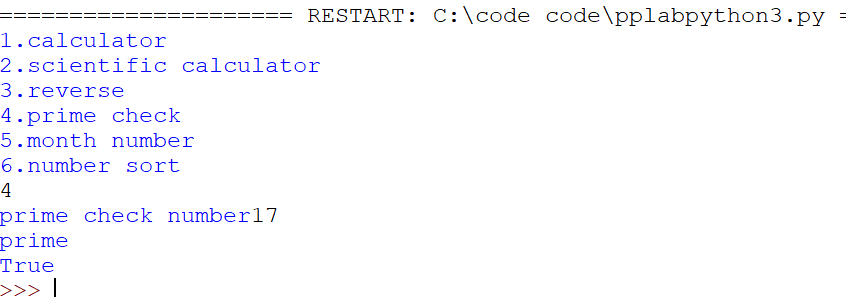 ===================== RESTART: C:\code code\pplabpython3.py =
1.calculator
2.scientific calculator
3.reverse
4.prime check
5.month number
6.number sort
4
prime check number17
prime
True
>>>